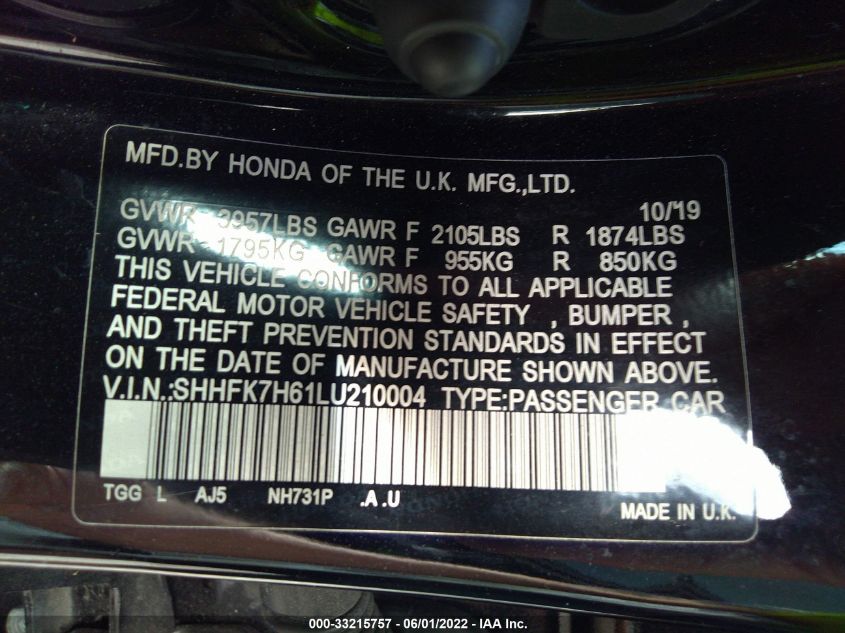 MFD.BY HONDA OF THE U.K. MFG.,LTD.
10/19
GVWR 3957LBS GAWR F 2105LBS R 1874LBS
GVWR 1795KG GAWR F 955KG R 850KG
THIS VEHICLE CONFORMS TO ALL APPLICABLE
FEDERAL MOTOR VEHICLE SAFETY , BUMPER ,
AND THEFT PREVENTION STANDARDS IN EFFECT
ON THE DATE OF MANUFACTURE SHOWN ABOVE.
V.I.N.:SHHFK7H61LU210004 TYPE:PASSENGER CAR
TGG L AJ5 NH731P .A .U
MADE IN U.K.
000-33215757 - 06/01/2022 - IAA Inc.